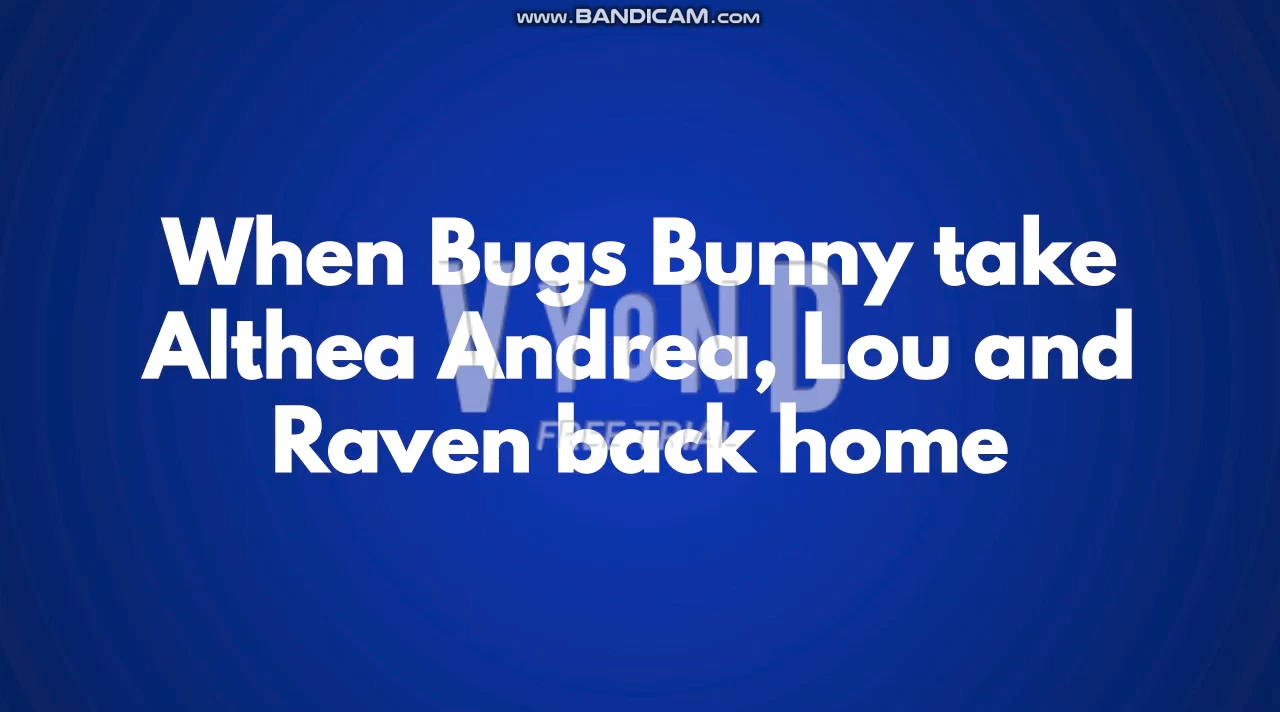 www.BANDICAM.com
When Bugs Bunny take
Althea Andrea, Lou and
Raven back home
VYOND
FREE TRIAL